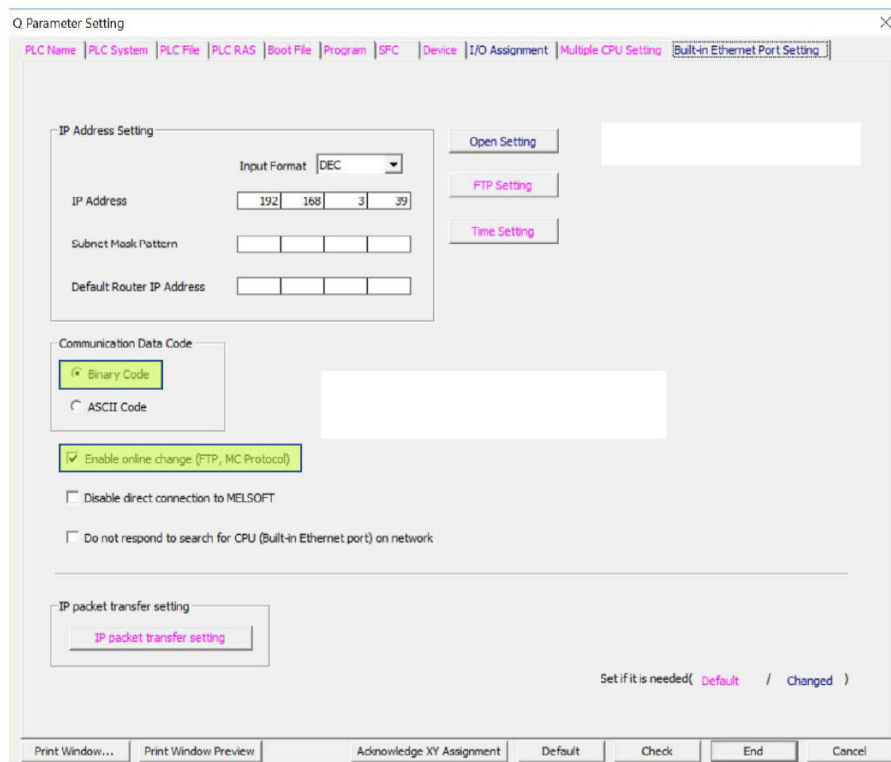 Q Parameter Setting
PLC Name PLC System PLC File PLC RAS Boot File Program SFC Device I/O Assignment Multiple CPU Setting Built-in Ethernet Port Setting
IP Address Setting
Open Setting
Input Format DEC
FTP Setting
IP Address 192 168 3 39
Time Setting
Subnet Mask Pattern
Default Router IP Address
Communication Data Code
Binary Code
ASCII Code
Enable online change (FTP, MC Protocol)
Disable direct connection to MELSOFT
Do not respond to search for CPU (Built-in Ethernet port) on network
IP packet transfer setting
IP packet transfer setting
Set if it is needed( Default / Changed )
Print Window... Print Window Preview Acknowledge XY Assignment Default Check End Cancel